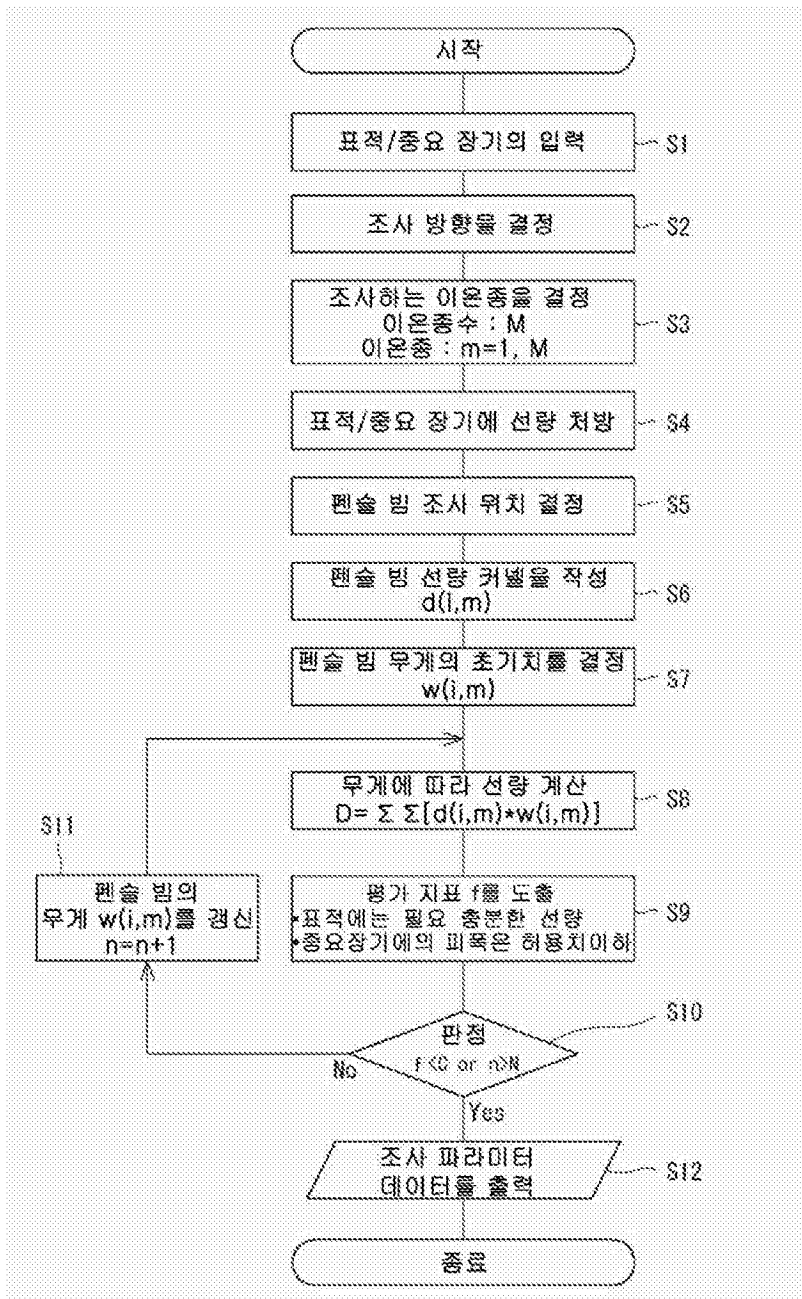 시작
표적/중요 장기의 입력
S1
조사 방향을 결정
S2
조사하는 이온종을 결정
이온종수 : M
이온종 : m=1, M
S3
표적/중요 장기에 선량 처방
S4
펜슬 빔 조사 위치 결정
S5
펜슬 빔 선량 커넬을 작성
d(i,m)
S6
펜슬 빔 무게의 초기치를 결정
w(i,m)
S7
무게에 따라 선량 계산
D= Σ Σ[d(i,m)*w(i,m)]
S8
S11
펜슬 빔의
무게 w(i,m)를 갱신
n=n+1
평가 지표 f를 도출
•표적에는 필요 충분한 선량
•중요장기에의 피폭은 허용치이하
S9
판정
f<C or n>N
S10
No
Yes
조사 파라미터
데이터를 출력
S12
종료